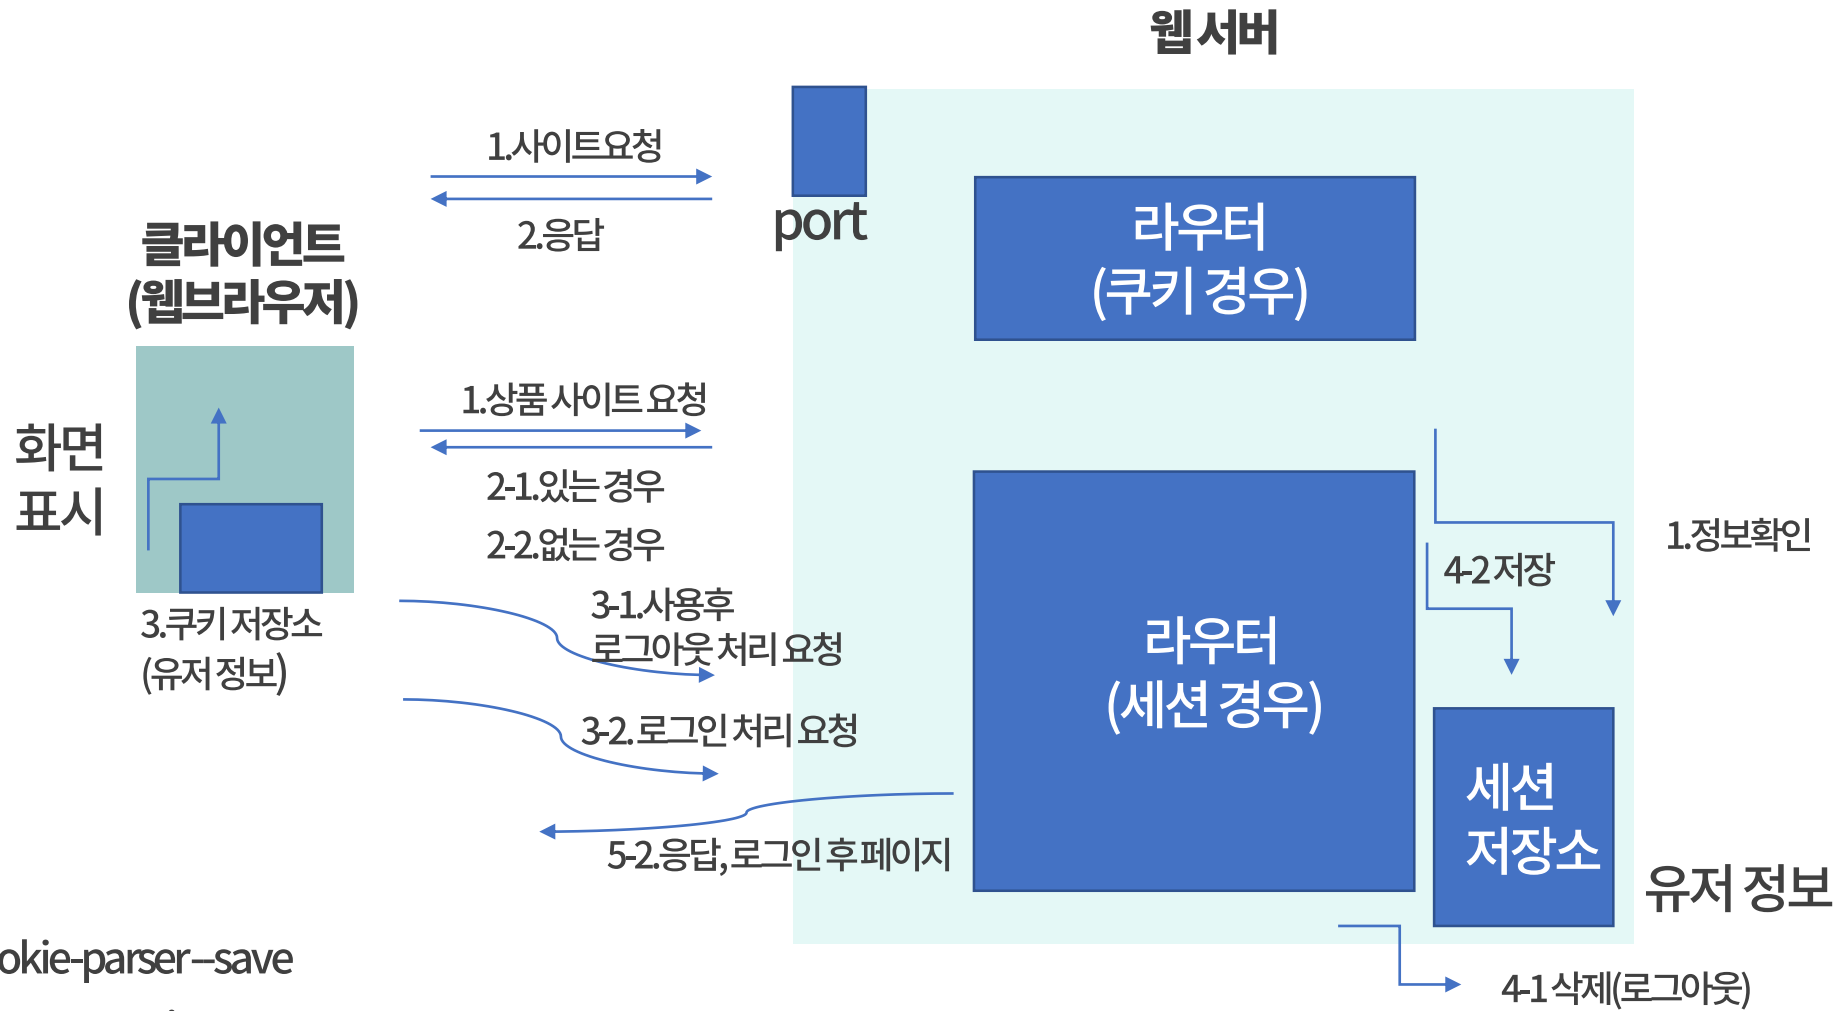 웹 서버
1.사이트요청
2.응답
port
클라이언트
(웹브라우저)
라우터
(쿠키 경우)
화면
표시
1.상품 사이트 요청
2-1.있는 경우
2-2.없는 경우
3.쿠키 저장소
(유저 정보)
3-1.사용후
로그아웃 처리 요청
3-2. 로그인 처리 요청
5-2.응답, 로그인 후 페이지
라우터
(세션 경우)
1.정보확인
4-2 저장
세션
저장소
유저 정보
4-1 삭제(로그아웃)
okie-parser --save